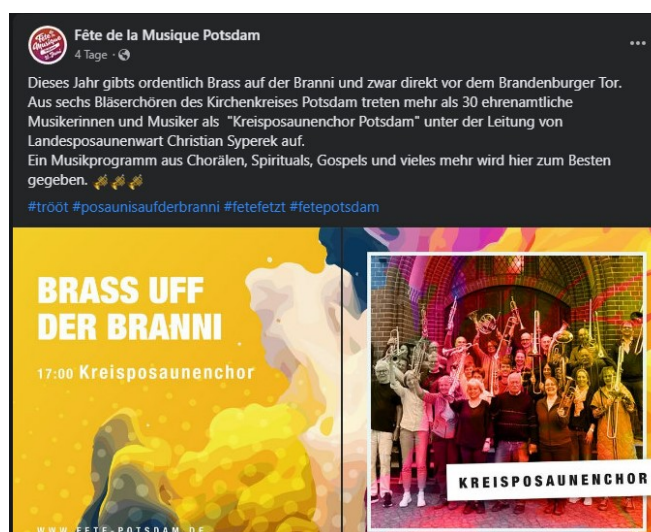 Fête de la Musique Potsdam
4 Tage ·
Dieses Jahr gibts ordentlich Brass auf der Branni und zwar direkt vor dem Brandenburger Tor.
Aus sechs Bläserchören des Kirchenkreises Potsdam treten mehr als 30 ehrenamtliche
Musikerinnen und Musiker als "Kreisposaunenchor Potsdam" unter der Leitung von
Landesposaunenwart Christian Syperek auf.
Ein Musikprogramm aus Chorälen, Spirituals, Gospels und vieles mehr wird hier zum Besten
gegeben. 🎺🎺🎺
#trööt #posaunisaufderbranni #fetefetzt #fetepotsdam
BRASS UFF
DER BRANNI
17:00 Kreisposaunenchor
KREISPOSAUNENCHOR
WWW.FETE-POTSDAM.DE